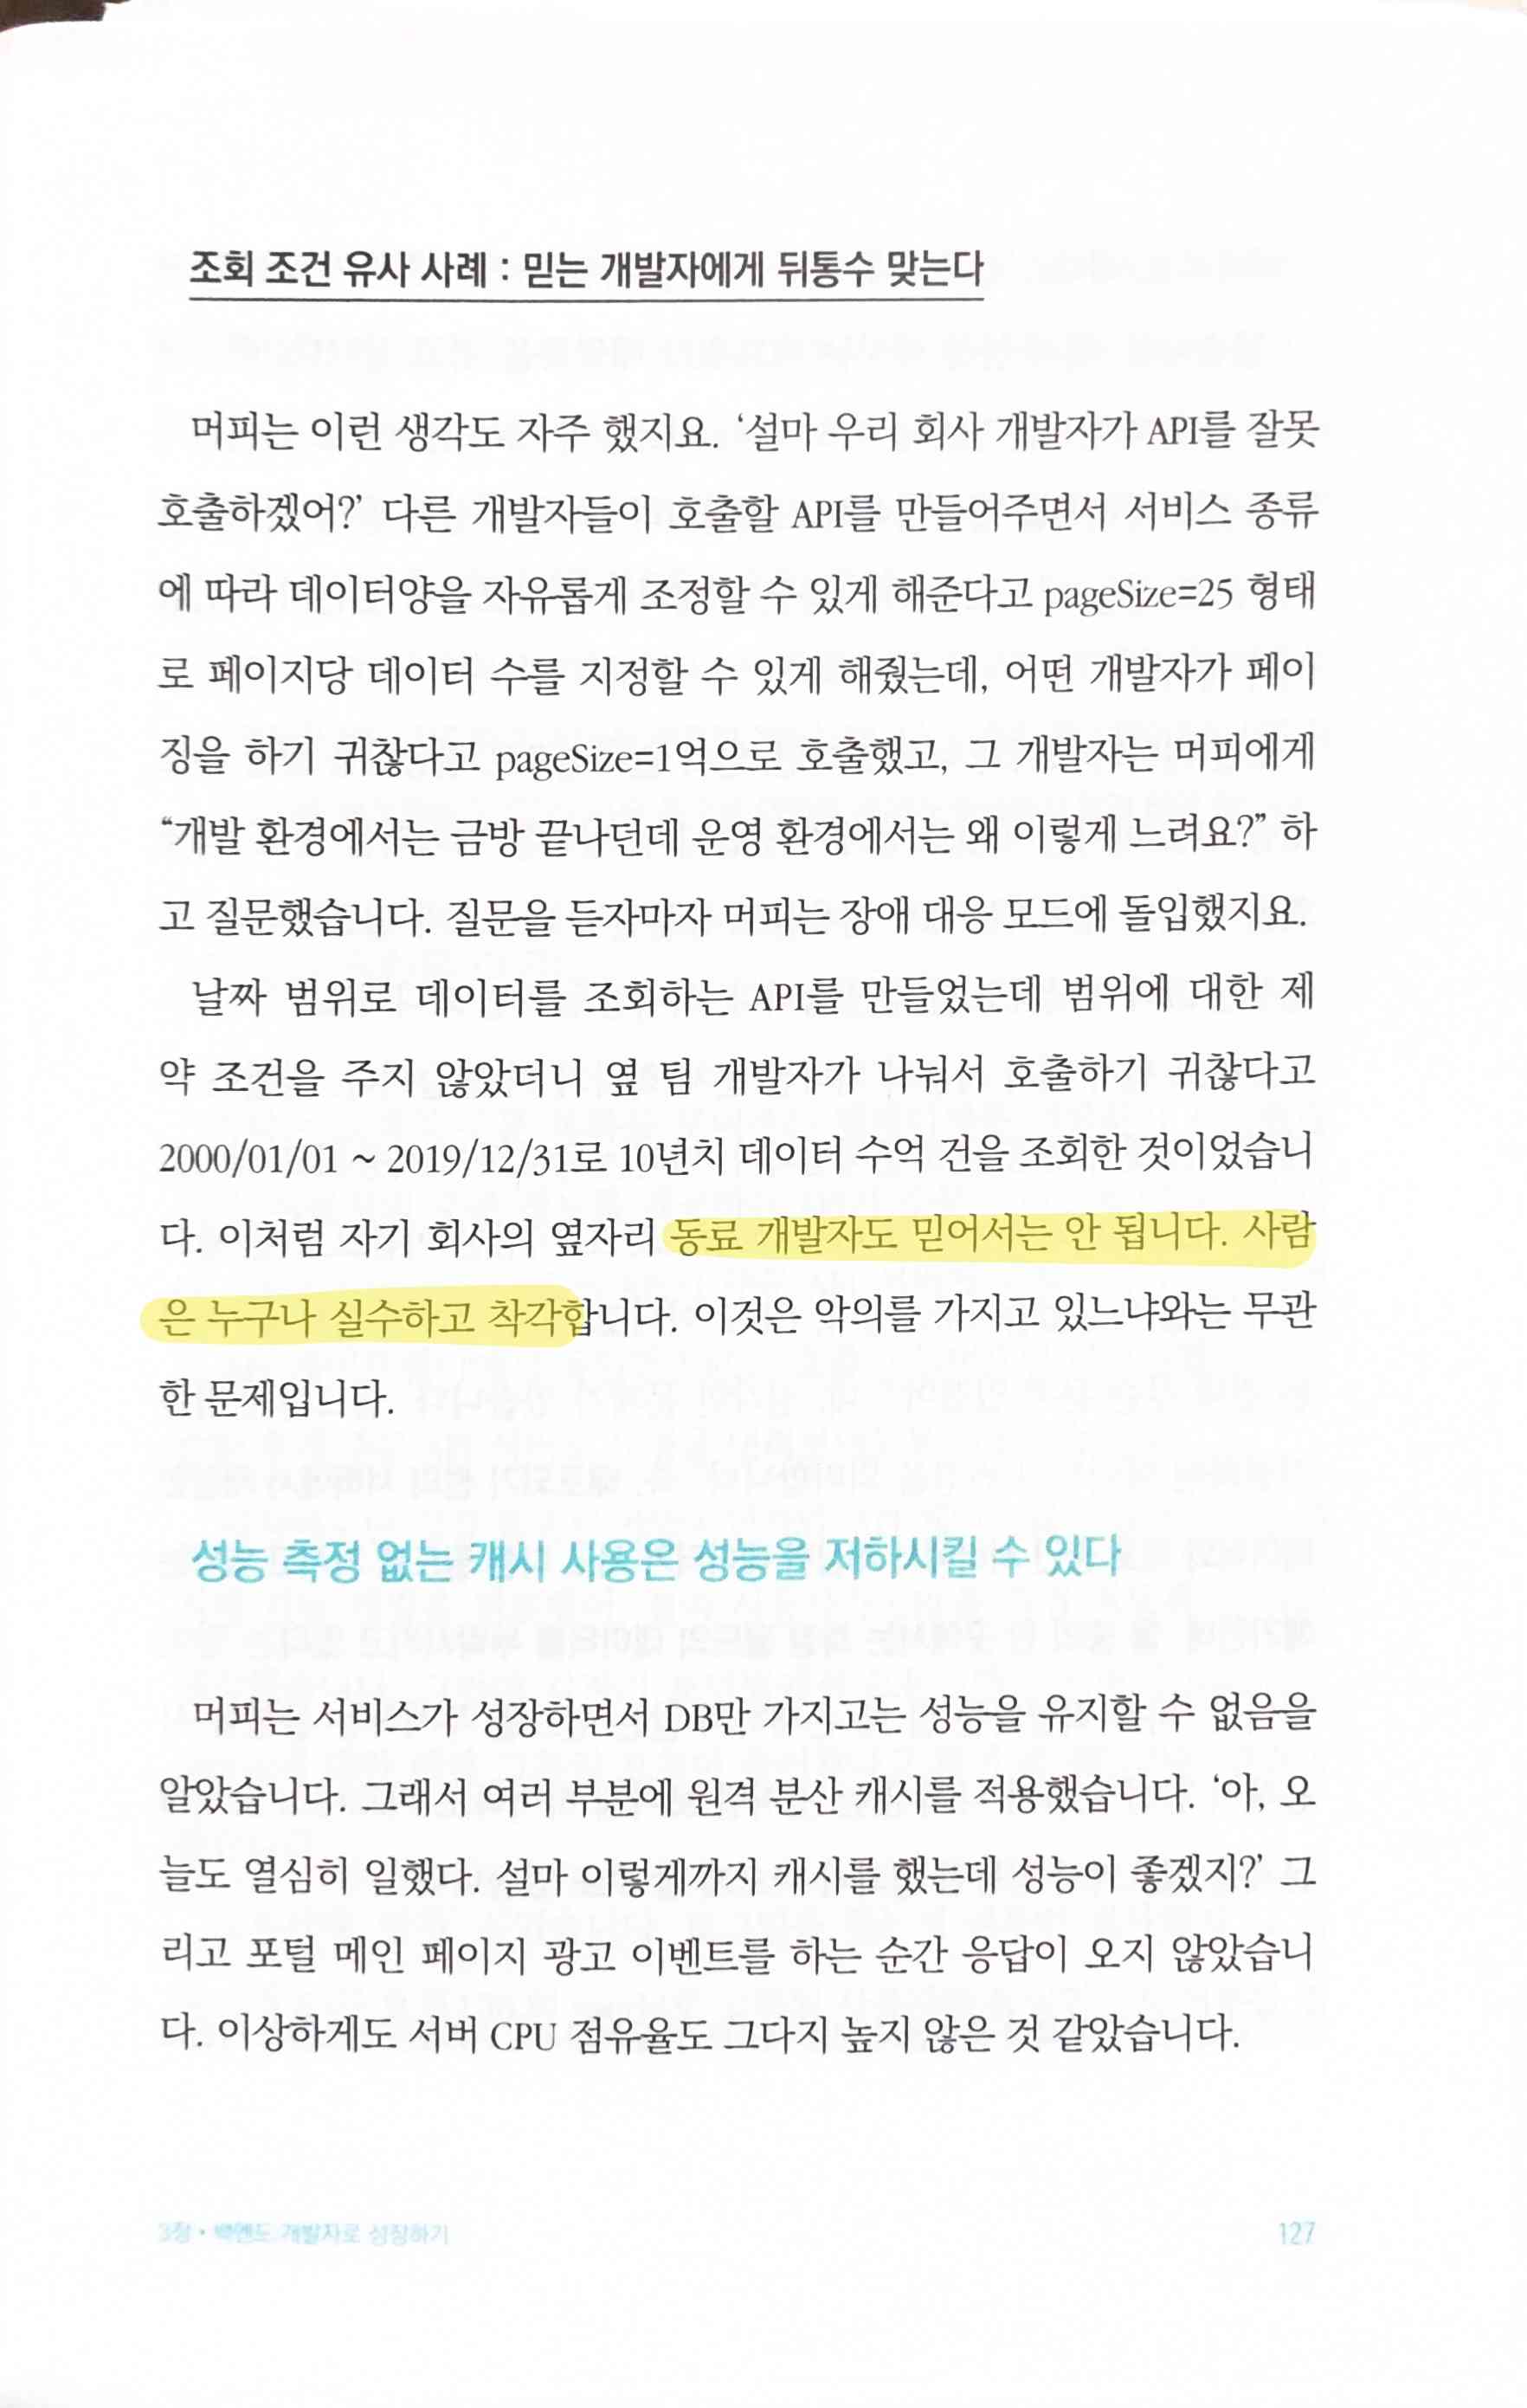 조회 조건 유사 사례 : 믿는 개발자에게 뒤통수 맞는다
머피는 이런 생각도 자주 했지요. ‘설마 우리 회사 개발자가 API를 잘못
호출하겠어?’ 다른 개발자들이 호출할 API를 만들어주면서 서비스 종류
에 따라 데이터양을 자유롭게 조정할 수 있게 해준다고 pageSize=25 형태
로 페이지당 데이터 수를 지정할 수 있게 해줬는데, 어떤 개발자가 페이
징을 하기 귀찮다고 pageSize=1억으로 호출했고, 그 개발자는 머피에게
“개발 환경에서는 금방 끝나던데 운영 환경에서는 왜 이렇게 느려요?” 하
고 질문했습니다. 질문을 듣자마자 머피는 장애 대응 모드에 돌입했지요.
날짜 범위로 데이터를 조회하는 API를 만들었는데 범위에 대한 제
약 조건을 주지 않았더니 옆 팀 개발자가 나눠서 호출하기 귀찮다고
2000/01/01 ~ 2019/12/31로 10년치 데이터 수억 건을 조회한 것이었습니
다. 이처럼 자기 회사의 옆자리 동료 개발자도 믿어서는 안 됩니다. 사람
은 누구나 실수하고 착각합니다. 이것은 악의를 가지고 있느냐와는 무관
한 문제입니다.
성능 측정 없는 캐시 사용은 성능을 저하시킬 수 있다
머피는 서비스가 성장하면서 DB만 가지고는 성능을 유지할 수 없음을
알았습니다. 그래서 여러 부분에 원격 분산 캐시를 적용했습니다. ‘아, 오
늘도 열심히 일했다. 설마 이렇게까지 캐시를 했는데 성능이 좋겠지?’ 그
리고 포털 메인 페이지 광고 이벤트를 하는 순간 응답이 오지 않았습니
다. 이상하게도 서버 CPU 점유율도 그다지 높지 않은 것 같았습니다.
3장 · 백엔드 개발자로 성장하기
127